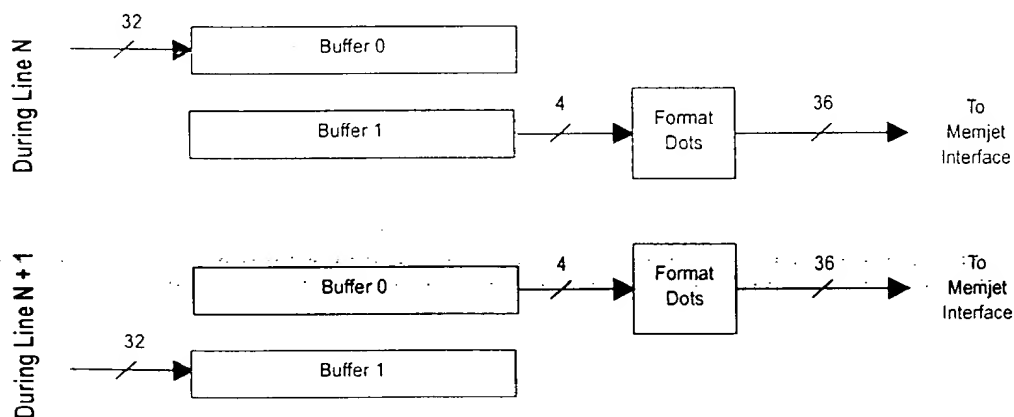 During Line N
32
Buffer 0
Buffer 1
4
Format
Dots
36
To
Memjet
Interface
During Line N + 1
Buffer 0
4
Format
Dots
36
To
Memjet
Interface
32
Buffer 1